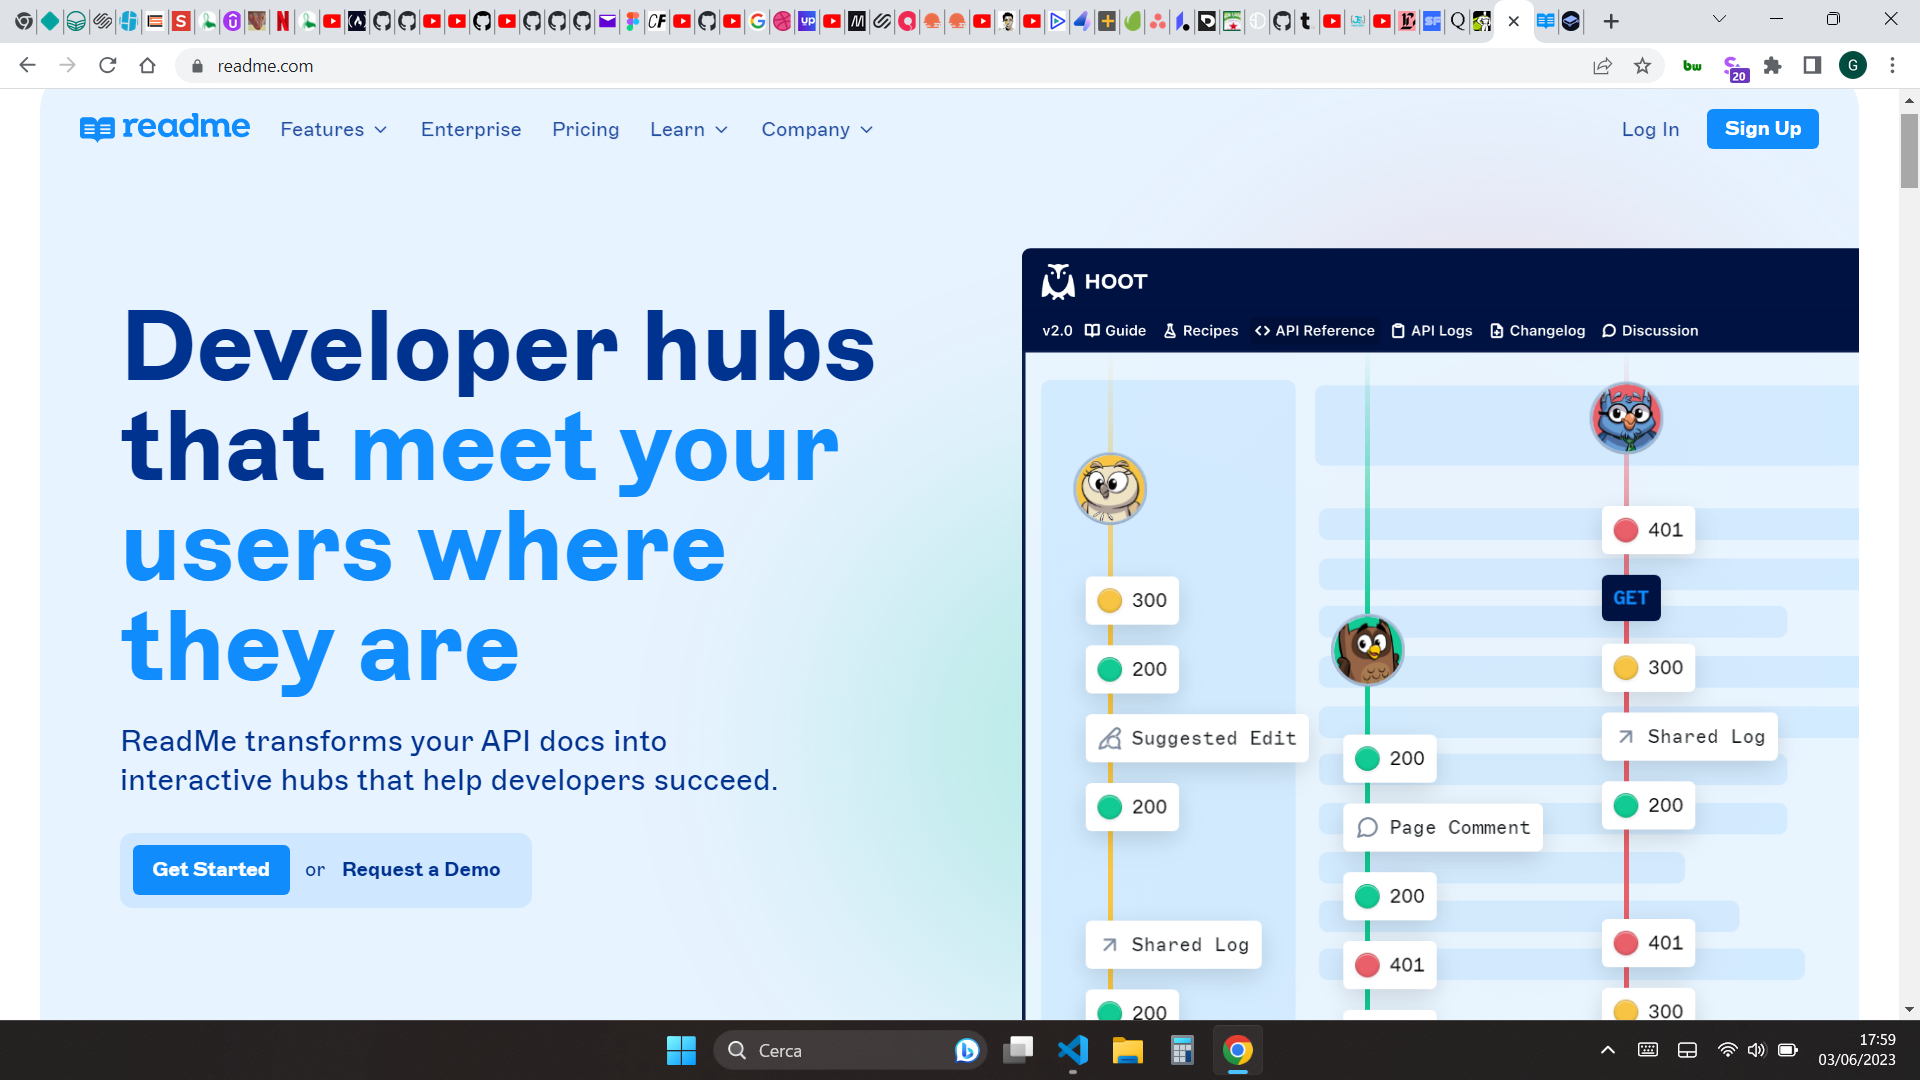 readme.com
20
G
readme
Features
Enterprise
Pricing
Learn
Company
Log In
Sign Up
Developer hubs
that meet your
users where
they are
ReadMe transforms your API docs into
interactive hubs that help developers succeed.
Get Started
or
Request a Demo
HOOT
v2.0
Guide
Recipes
API Reference
API Logs
Changelog
Discussion
300
200
Suggested Edit
200
Shared Log
200
200
Page Comment
200
401
401
GET
300
Shared Log
200
401
300
Cerca
17:59
03/06/2023